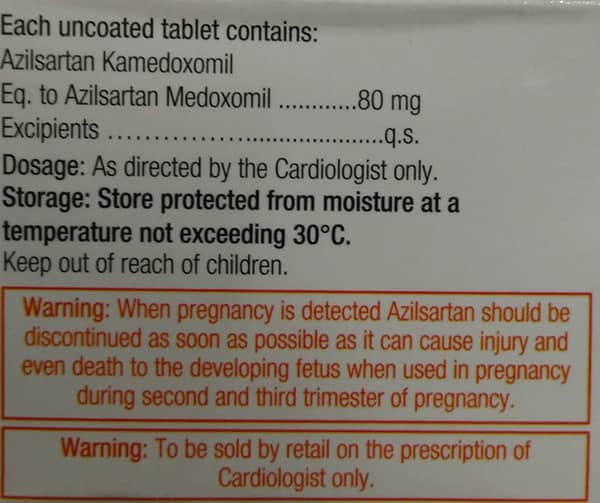 Each uncoated tablet contains:
Azilsartan Kamedoxomil
Eq. to Azilsartan Medoxomil ............80 mg
Excipients ......................................q.s.
Dosage: As directed by the Cardiologist only.
Storage: Store protected from moisture at a
temperature not exceeding 30°C.
Keep out of reach of children.
Warning: When pregnancy is detected Azilsartan should be
discontinued as soon as possible as it can cause injury and
even death to the developing fetus when used in pregnancy
during second and third trimester of pregnancy.
Warning: To be sold by retail on the prescription of
Cardiologist only.